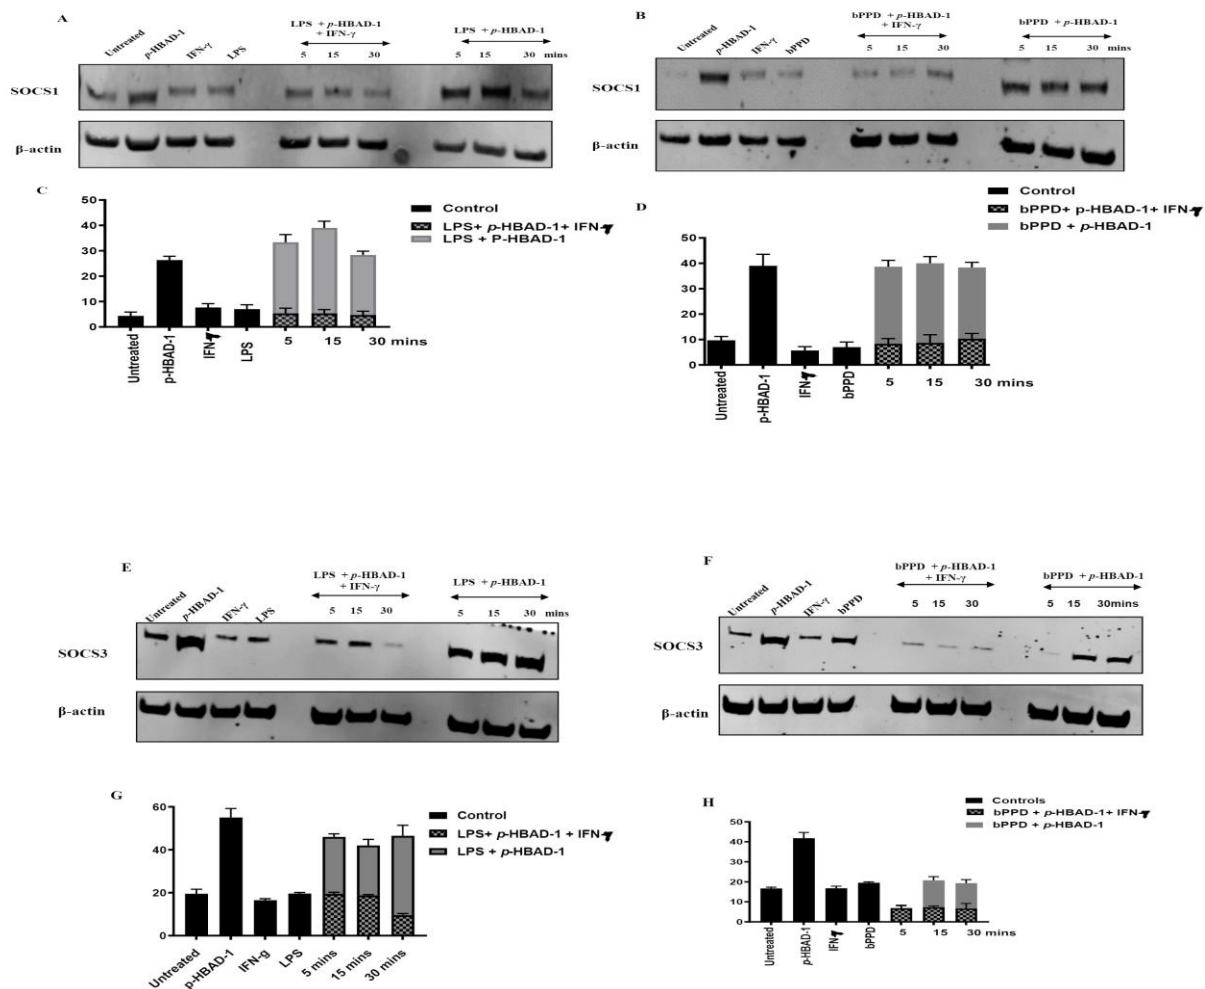 A
Untreated
p-HBAD-1
IFN-γ
LPS
LPS + p-HBAD-1
+ IFN-γ
5 15 30
LPS + p-HBAD-1
5 15 30 mins
SOCS1
β-actin
B
Untreated
p-HBAD-1
IFN-γ
bPPD
bPPD + p-HBAD-1
+ IFN-γ
5 15 30
bPPD + p-HBAD-1
5 15 30 mins
SOCS1
β-actin
C
50
40
30
20
10
0
Untreated
p-HBAD-1
IFN-γ
LPS
5 15 30 mins
Control
LPS+ p-HBAD-1+ IFN-γ
LPS + P-HBAD-1
D
40
30
20
10
0
Untreated
p-HBAD-1
IFN-γ
bPPD
5 15 30 mins
Control
bPPD+ p-HBAD-1+ IFN-γ
bPPD + p-HBAD-1
E
Untreated
p-HBAD-1
IFN-γ
LPS
LPS + p-HBAD-1
+ IFN-γ
5 15 30
LPS + p-HBAD-1
5 15 30 mins
SOCS3
β-actin
F
Untreated
p-HBAD-1
IFN-γ
bPPD
bPPD + p-HBAD-1
+ IFN-γ
5 15 30
bPPD + p-HBAD-1
5 15 30mins
SOCS3
β-actin
G
60
40
20
0
Untreated
p-HBAD-1
IFN-g
LPS
5 mins
15 mins
30 mins
Control
LPS+ p-HBAD-1 + IFN-γ
LPS + p-HBAD-1
H
50
40
30
20
10
0
Untreated
p-HBAD-1
IFN-γ
bPPD
5 15 30 mins
Controls
bPPD + p-HBAD-1+ IFN-γ
bPPD + p-HBAD-1